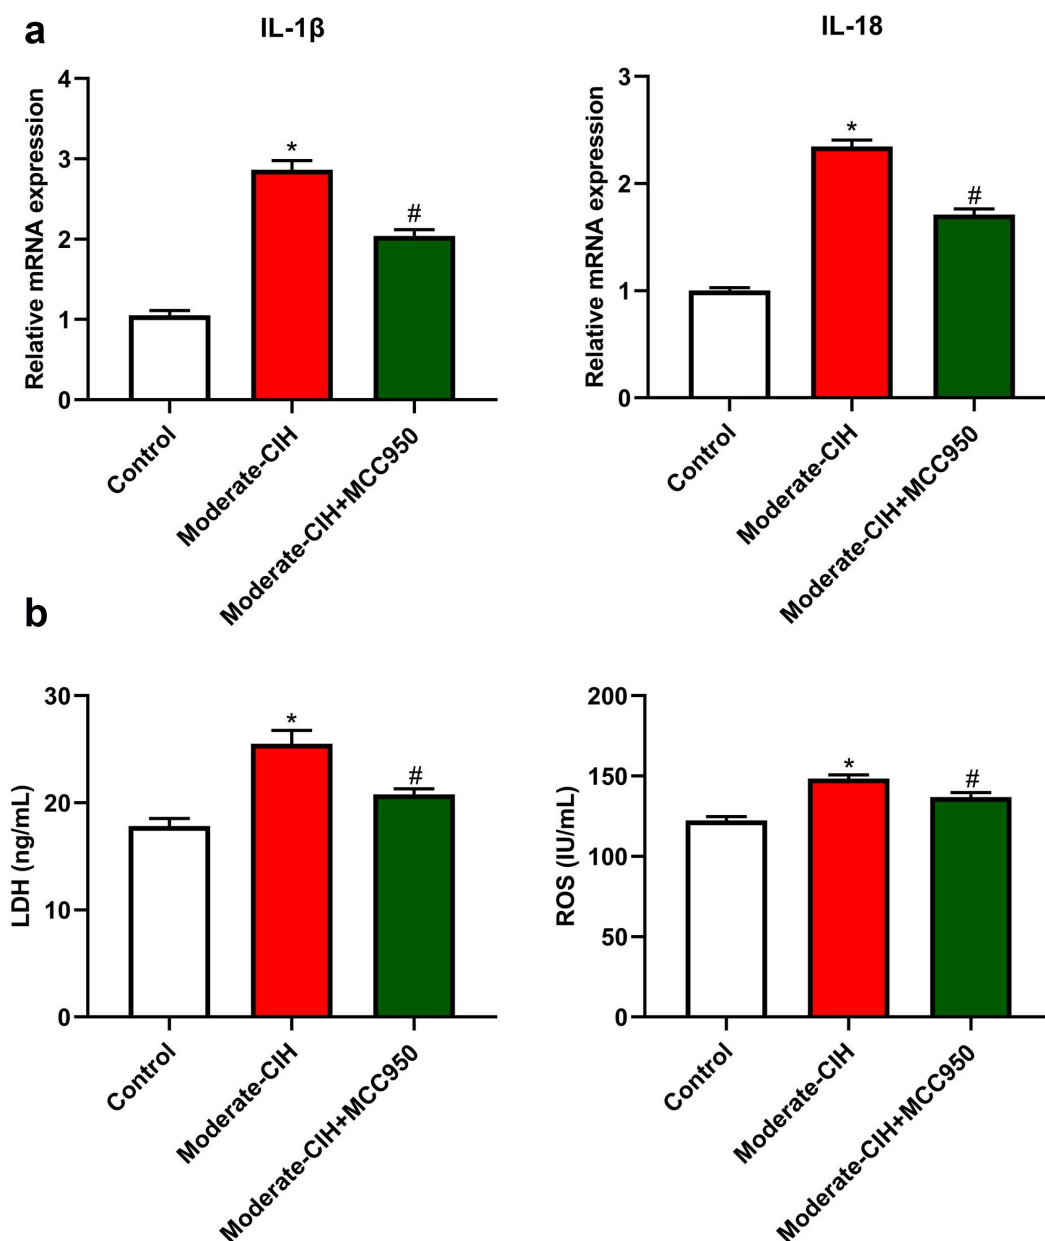 a
IL-1β
Relative mRNA expression
4
3
2
1
0
*
#
Control
Moderate-CIH
Moderate-CIH+MCC950
IL-18
Relative mRNA expression
3
2
1
0
*
#
Control
Moderate-CIH
Moderate-CIH+MCC950
b
LDH (ng/mL)
30
20
10
0
*
#
Control
Moderate-CIH
Moderate-CIH+MCC950
ROS (IU/mL)
200
150
100
50
0
*
#
Control
Moderate-CIH
Moderate-CIH+MCC950